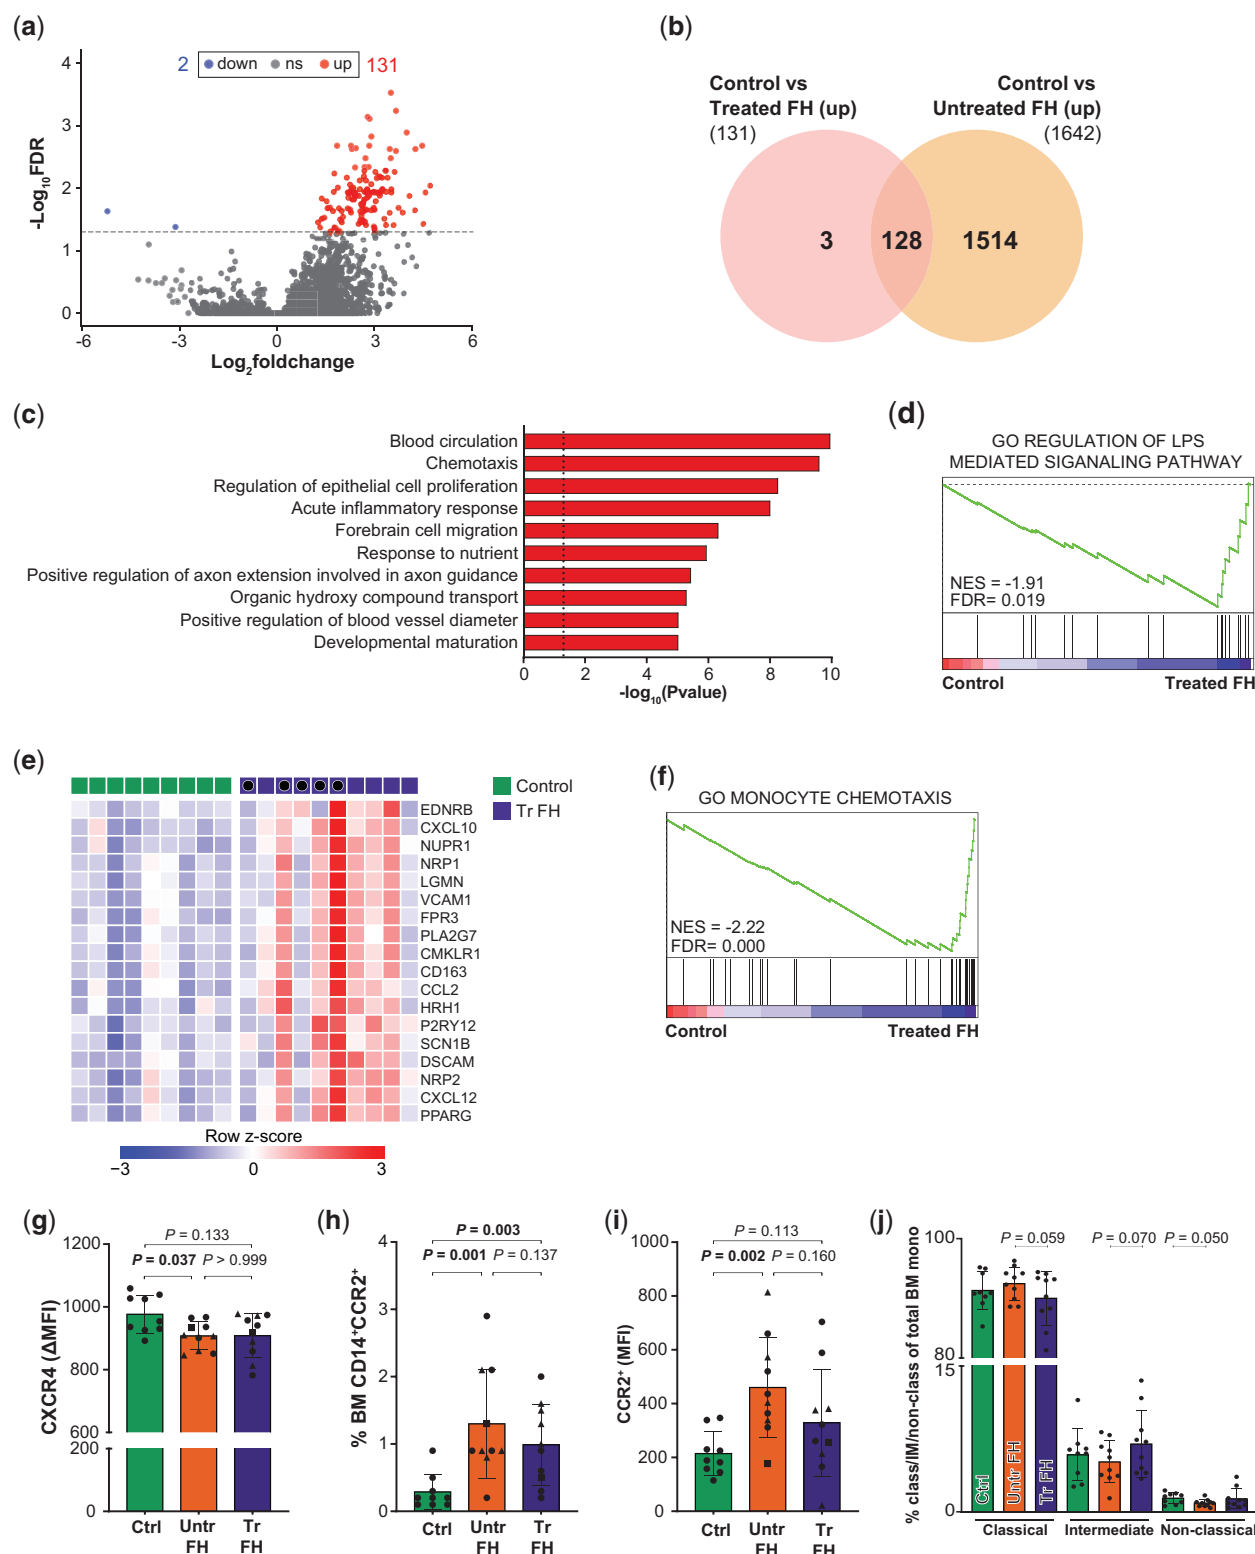 (a)
2 down ns up 131
4
3
2
1
0
-Log10FDR
-6 -3 0 3 6
Log2foldchange
(b)
Control vs
Treated FH (up)
(131)
Control vs
Untreated FH (up)
(1642)
3 128 1514
(c)
Blood circulation
Chemotaxis
Regulation of epithelial cell proliferation
Acute inflammatory response
Forebrain cell migration
Response to nutrient
Positive regulation of axon extension involved in axon guidance
Organic hydroxy compound transport
Positive regulation of blood vessel diameter
Developmental maturation
0 2 4 6 8 10
-log10(Pvalue)
(d)
GO REGULATION OF LPS
MEDIATED SIGANALING PATHWAY
NES = -1.91
FDR= 0.019
Control Treated FH
(e)
Control
Tr FH
EDNRB
CXCL10
NUPR1
NRP1
LGMN
VCAM1
FPR3
PLA2G7
CMKLR1
CD163
CCL2
HRH1
P2RY12
SCN1B
DSCAM
NRP2
CXCL12
PPARG
Row z-score
−3 0 3
(f)
GO MONOCYTE CHEMOTAXIS
NES = -2.22
FDR= 0.000
Control Treated FH
(g)
P = 0.133
P = 0.037 P > 0.999
1200
1000
800
600
200
0
CXCR4 (ΔMFI)
Ctrl Untr Tr
FH FH
(h)
P = 0.003
P = 0.001 P = 0.137
4
3
2
1
0
% BM CD14+CCR2+
Ctrl Untr Tr
FH FH
(i)
P = 0.113
P = 0.002 P = 0.160
1000
800
600
400
200
0
CCR2+ (MFI)
Ctrl Untr Tr
FH FH
(j)
P = 0.059
P = 0.070 P = 0.050
100
80
15
0
% class/IM/non-class of total BM mono
Ctrl
Untr FH
Tr FH
Classical Intermediate Non-classical